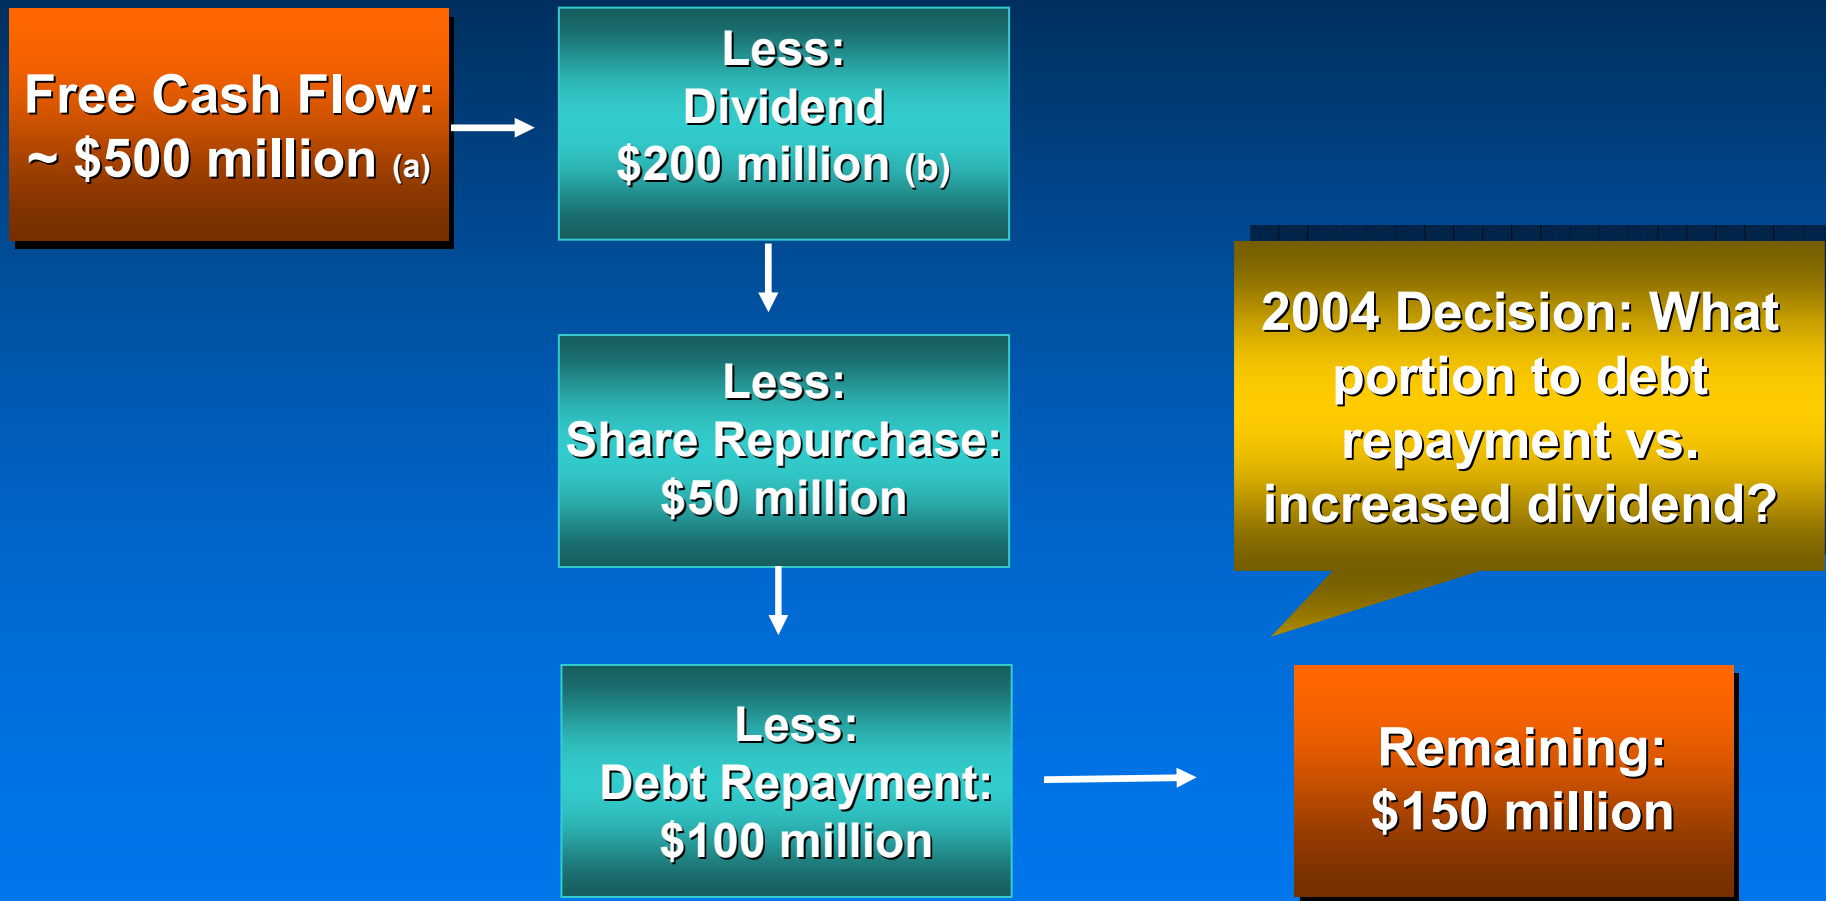 Free Cash Flow:
~ $500 million (a)
Less:
Dividend
$200 million (b)
Less:
Share Repurchase:
$50 million
2004 Decision: What
portion to debt
repayment vs.
increased dividend?
Less:
Debt Repayment:
$100 million
Remaining:
$150 million